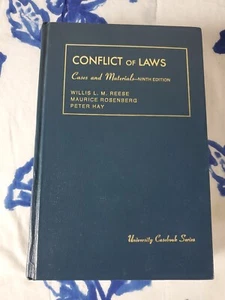 CONFLICT OF LAWS
Cases and Materials—NINTH EDITION
WILLIS L. M. REESE
MAURICE ROSENBERG
PETER HAY
University Casebook Series